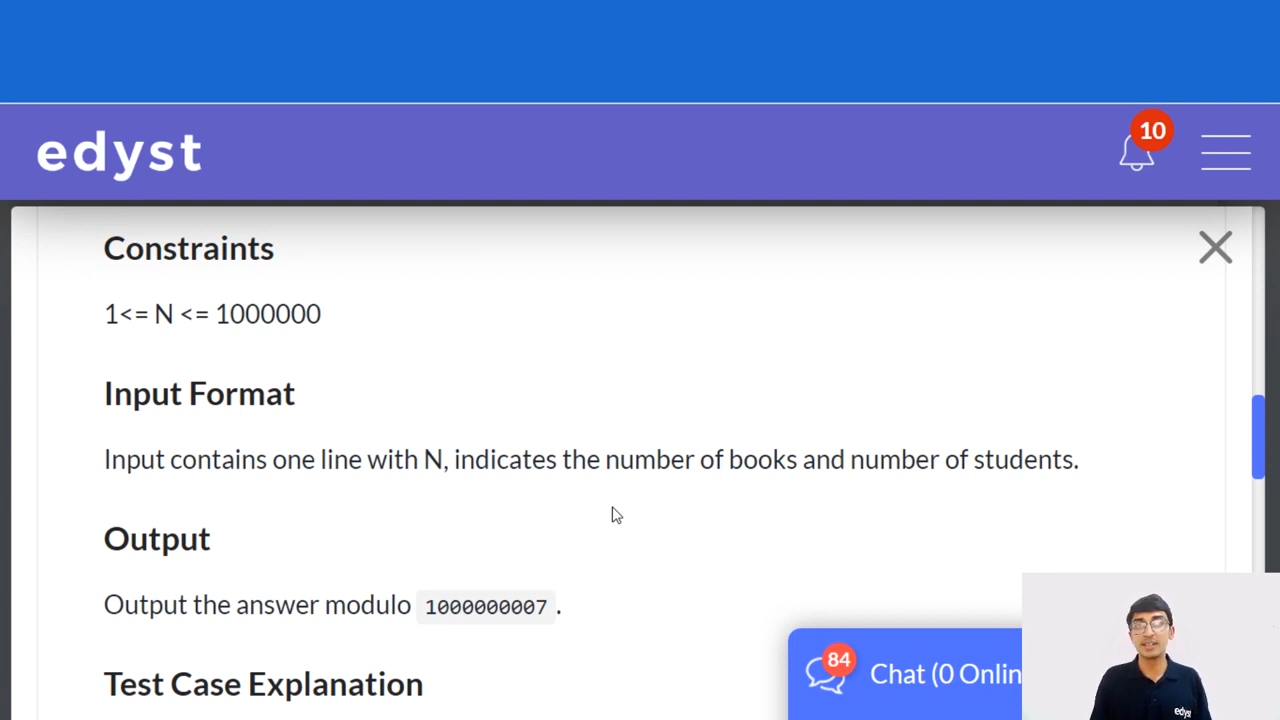 edyst
10
Constraints
1<= N <= 1000000
Input Format
Input contains one line with N, indicates the number of books and number of students.
Output
Output the answer modulo 1000000007.
84
Chat (0 Onlin
Test Case Explanation
edyst